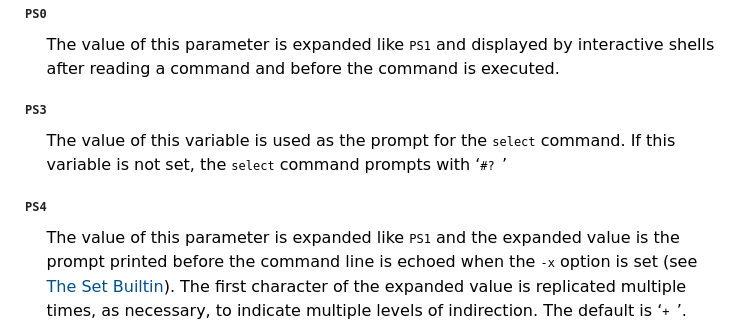 PS0
The value of this parameter is expanded like PS1 and displayed by interactive shells
after reading a command and before the command is executed.
PS3
The value of this variable is used as the prompt for the select command. If this
variable is not set, the select command prompts with ‘#? ’
PS4
The value of this parameter is expanded like PS1 and the expanded value is the
prompt printed before the command line is echoed when the -x option is set (see
The Set Builtin). The first character of the expanded value is replicated multiple
times, as necessary, to indicate multiple levels of indirection. The default is ‘+ ’.